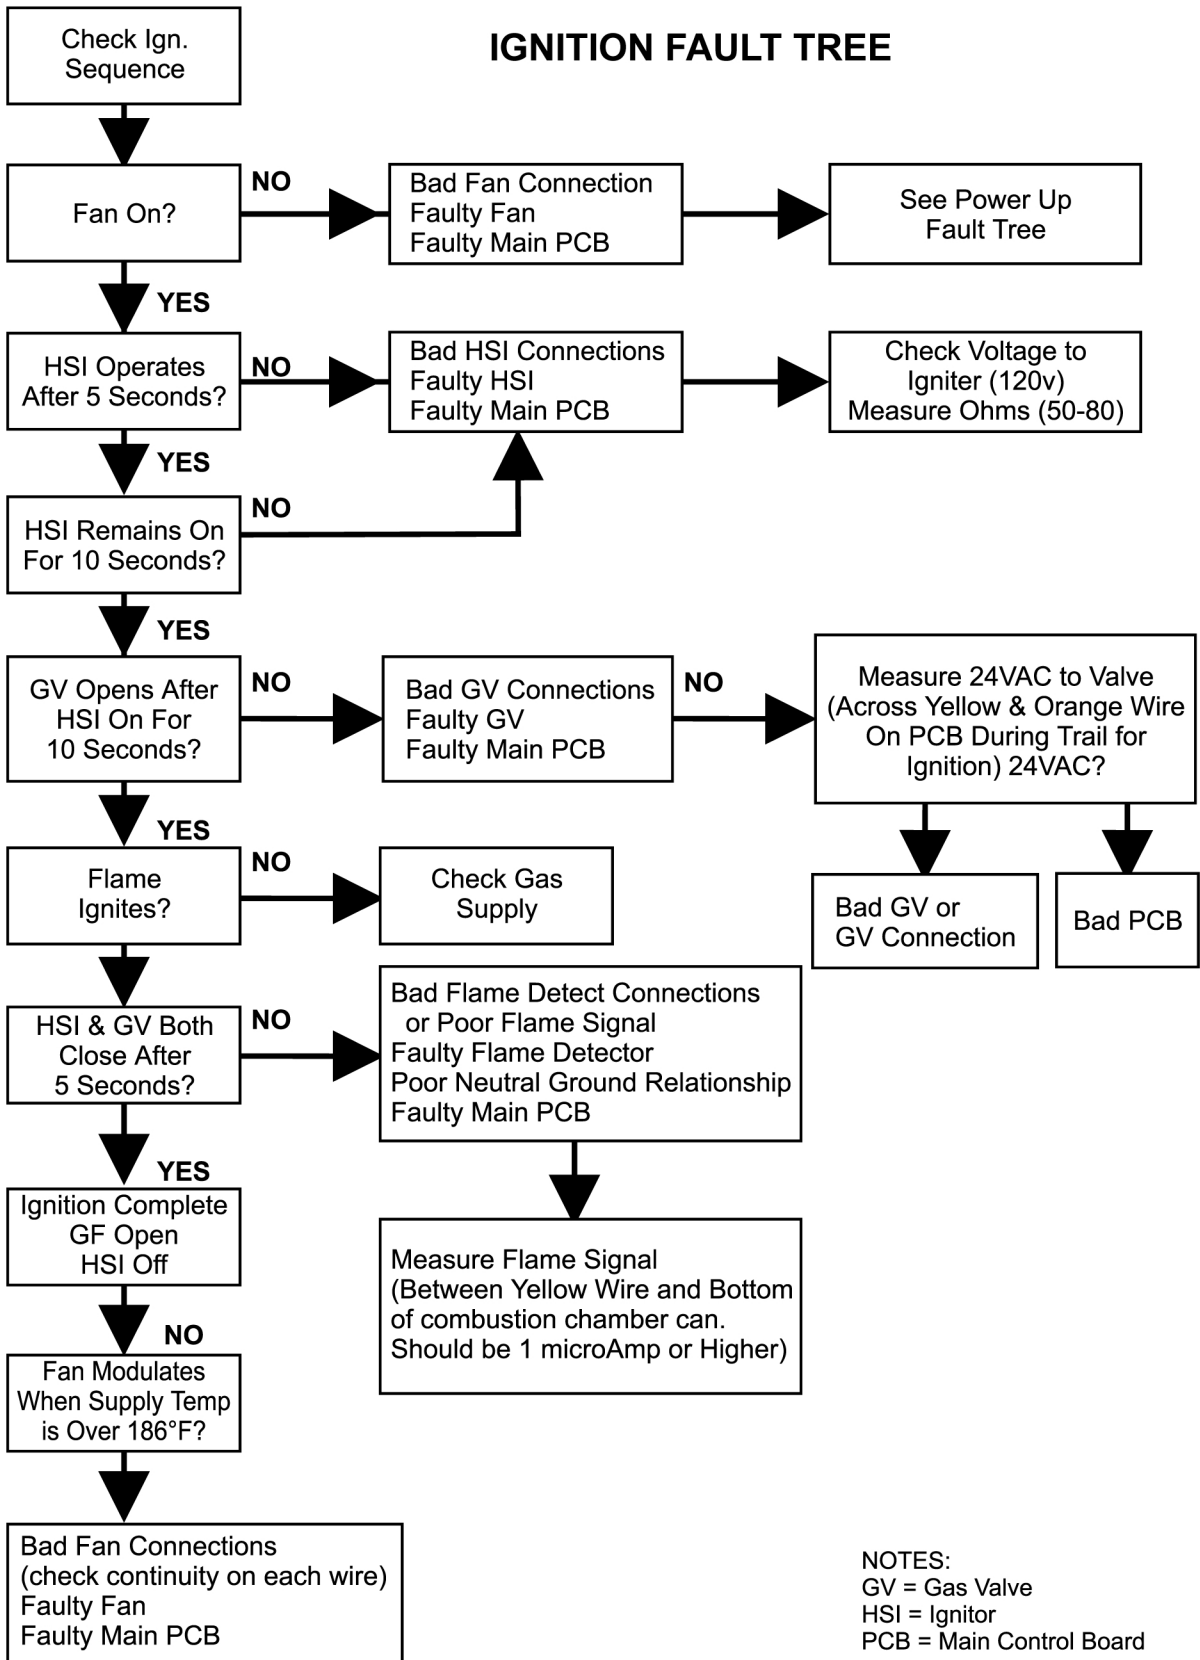 IGNITION FAULT TREE
Check Ign.
Sequence
Fan On?
NO
Bad Fan Connection
Faulty Fan
Faulty Main PCB
See Power Up
Fault Tree
YES
HSI Operates
After 5 Seconds?
NO
Bad HSI Connections
Faulty HSI
Faulty Main PCB
Check Voltage to
Igniter (120v)
Measure Ohms (50-80)
YES
HSI Remains On
For 10 Seconds?
NO
YES
GV Opens After
HSI On For
10 Seconds?
NO
Bad GV Connections
Faulty GV
Faulty Main PCB
NO
Measure 24VAC to Valve
(Across Yellow & Orange Wire
On PCB During Trail for
Ignition) 24VAC?
Bad GV or
GV Connection
Bad PCB
YES
Flame
Ignites?
NO
Check Gas
Supply
HSI & GV Both
Close After
5 Seconds?
NO
Bad Flame Detect Connections
or Poor Flame Signal
Faulty Flame Detector
Poor Neutral Ground Relationship
Faulty Main PCB
Measure Flame Signal
(Between Yellow Wire and Bottom
of combustion chamber can.
Should be 1 microAmp or Higher)
YES
Ignition Complete
GF Open
HSI Off
NO
Fan Modulates
When Supply Temp
is Over 186°F?
Bad Fan Connections
(check continuity on each wire)
Faulty Fan
Faulty Main PCB
NOTES:
GV = Gas Valve
HSI = Ignitor
PCB = Main Control Board